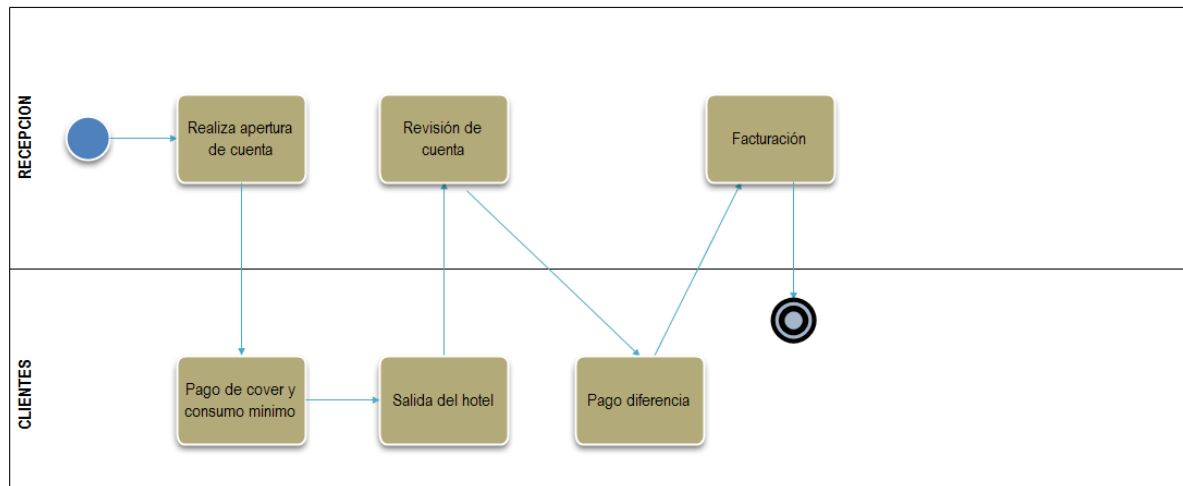 RECEPCION
Realiza apertura
de cuenta
Revisión de
cuenta
Facturación
CLIENTES
Pago de cover y
consumo mínimo
Salida del hotel
Pago diferencia